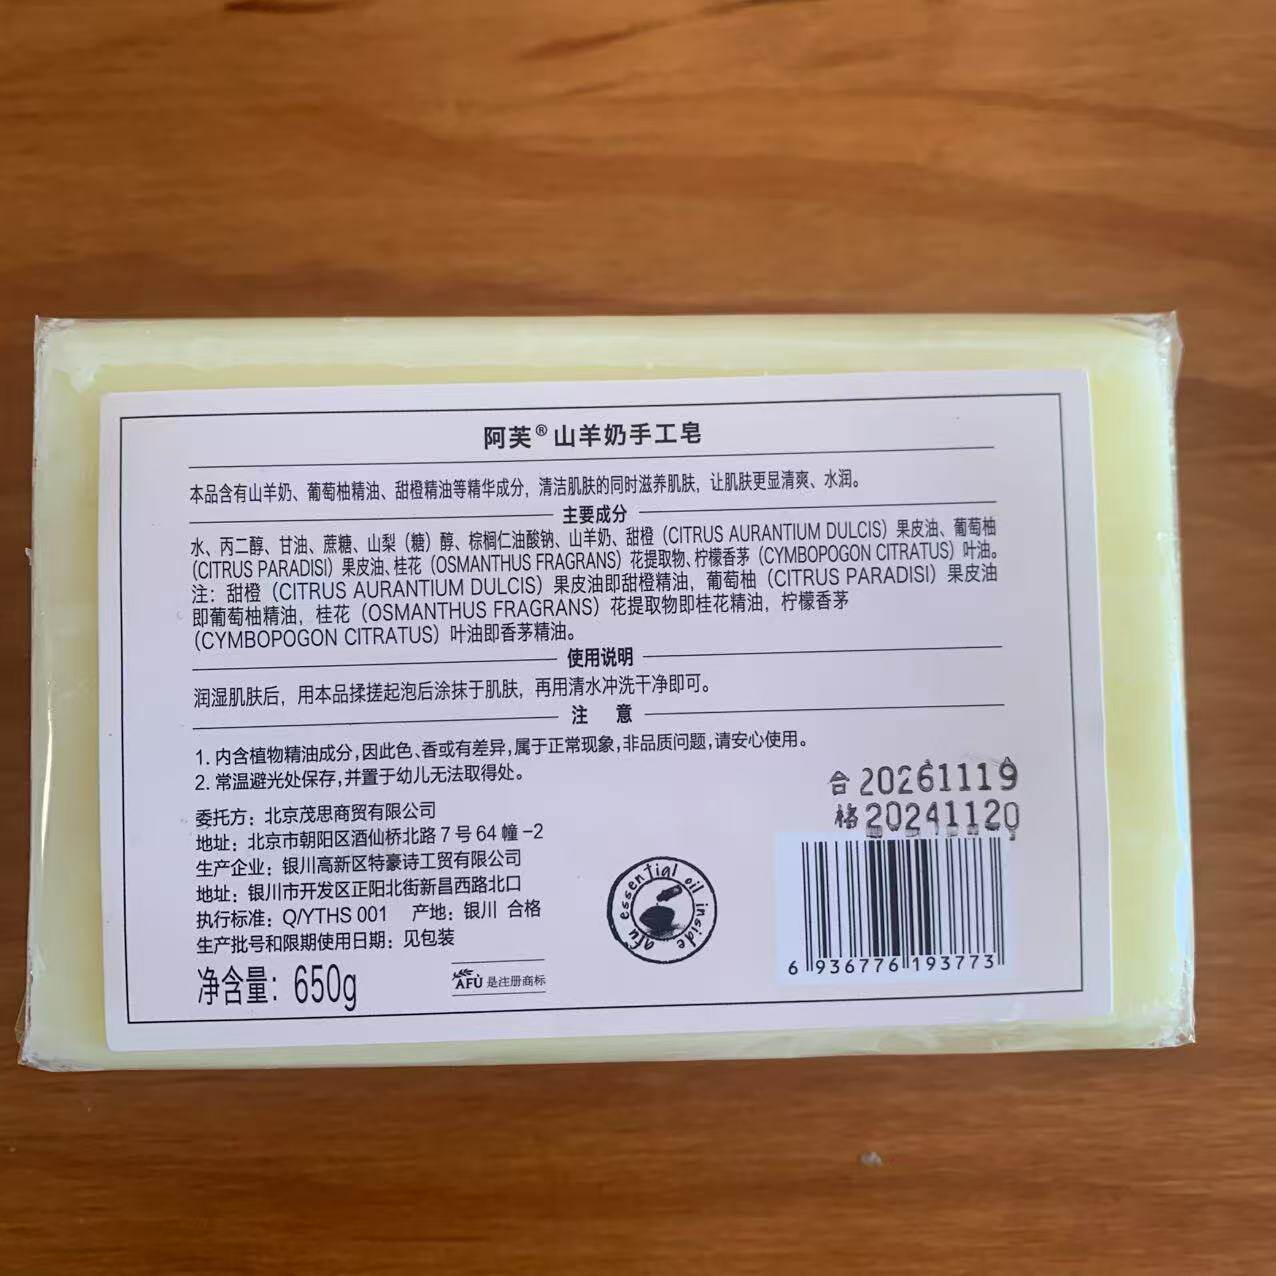 阿芙®山羊奶手工皂
本品含有山羊奶、葡萄柚精油、甜橙精油等精华成分，清洁肌肤的同时滋养肌肤，让肌肤更显清爽、水润。
主要成分
水、丙二醇、甘油、蔗糖、山梨（糖）醇、棕榈仁油酸钠、山羊奶、甜橙（CITRUS AURANTIUM DULCIS）果皮油、葡萄柚
（CITRUS PARADISI）果皮油、桂花（OSMANTHUS FRAGRANS）花提取物、柠檬香茅（CYMBOPOGON CITRATUS）叶油。
注：甜橙（CITRUS AURANTIUM DULCIS）果皮油即甜橙精油，葡萄柚（CITRUS PARADISI）果皮油
即葡萄柚精油，桂花（OSMANTHUS FRAGRANS）花提取物即桂花精油，柠檬香茅
（CYMBOPOGON CITRATUS）叶油即香茅精油。
使用说明
润湿肌肤后，用本品揉搓起泡后涂抹于肌肤，再用清水冲洗干净即可。
注 意
1. 内含植物精油成分，因此色、香或有差异，属于正常现象，非品质问题，请安心使用。
2. 常温避光处保存，并置于幼儿无法取得处。
合20261119
格20241120
委托方：北京茂思商贸有限公司
地址：北京市朝阳区酒仙桥北路7号64幢-2
生产企业：银川高新区特豪诗工贸有限公司
地址：银川市开发区正阳北街新昌西路北口
执行标准：Q/YTHS 001 产地：银川 合格
生产批号和限期使用日期：见包装
净含量：650g
AFU 是注册商标
afu essential oil inside
6 936776 193773